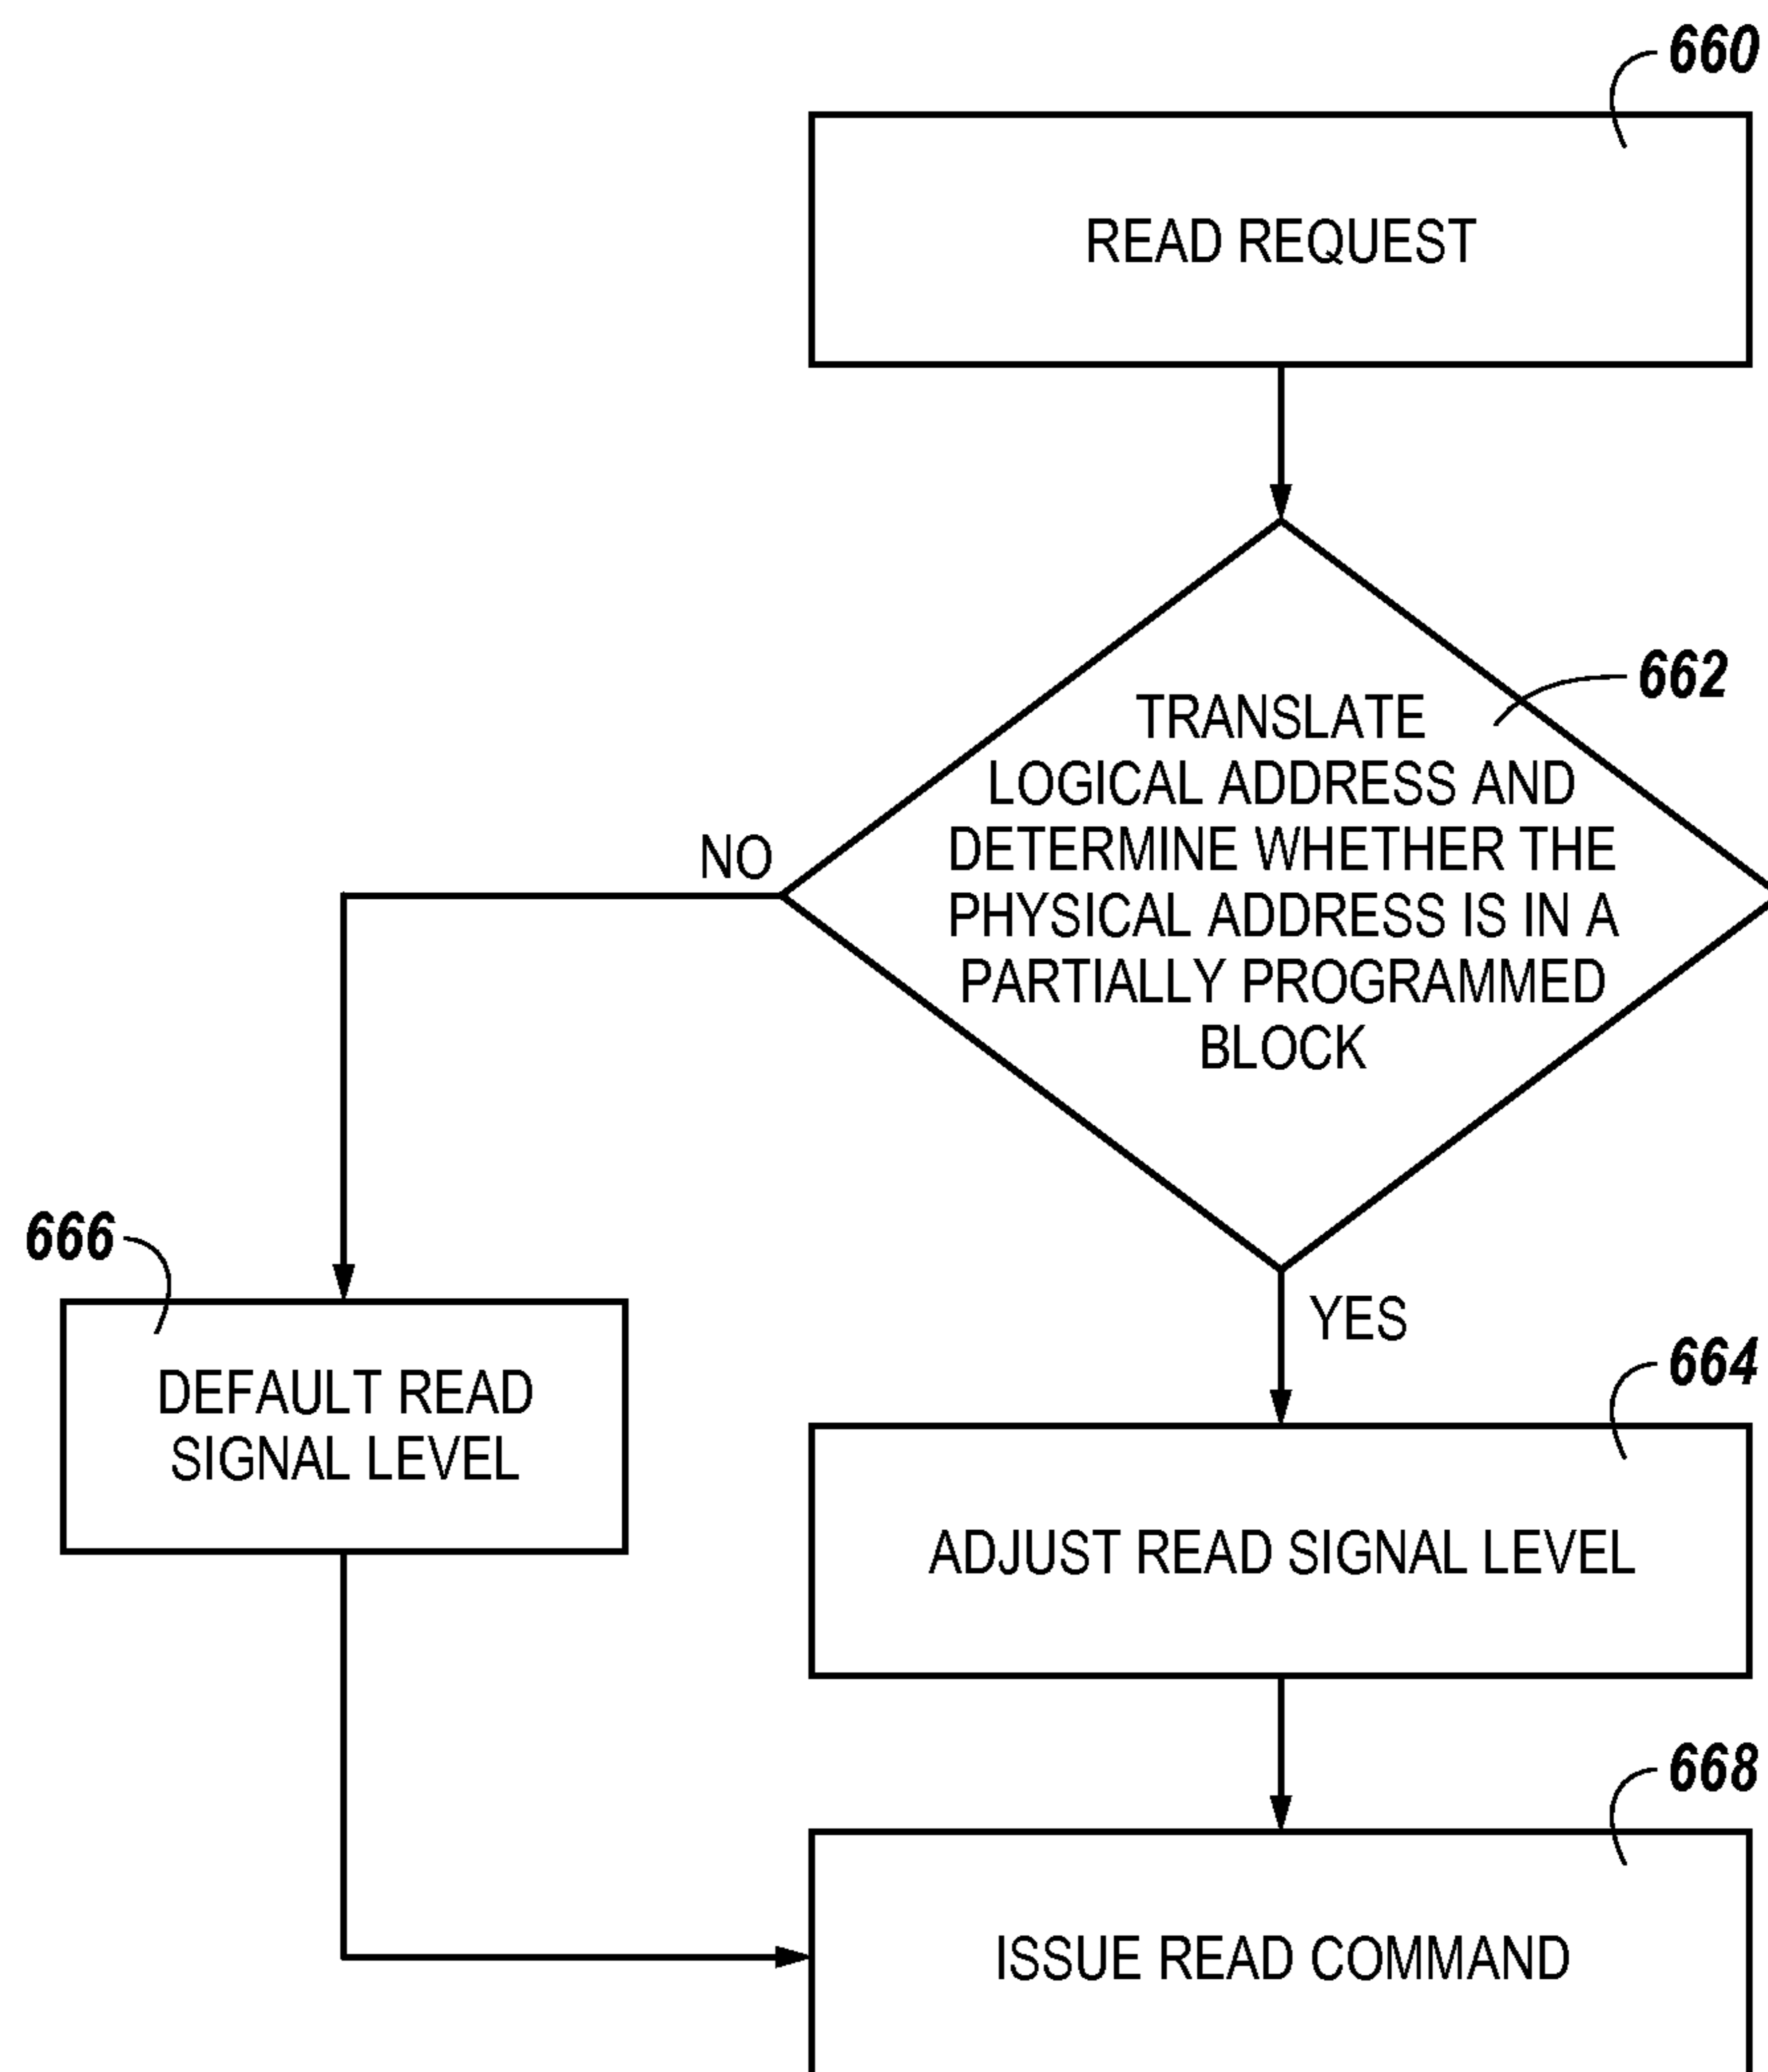 660
READ REQUEST
662
TRANSLATE
LOGICAL ADDRESS AND
DETERMINE WHETHER THE
PHYSICAL ADDRESS IS IN A
PARTIALLY PROGRAMMED
BLOCK
NO
YES
666
DEFAULT READ
SIGNAL LEVEL
664
ADJUST READ SIGNAL LEVEL
668
ISSUE READ COMMAND